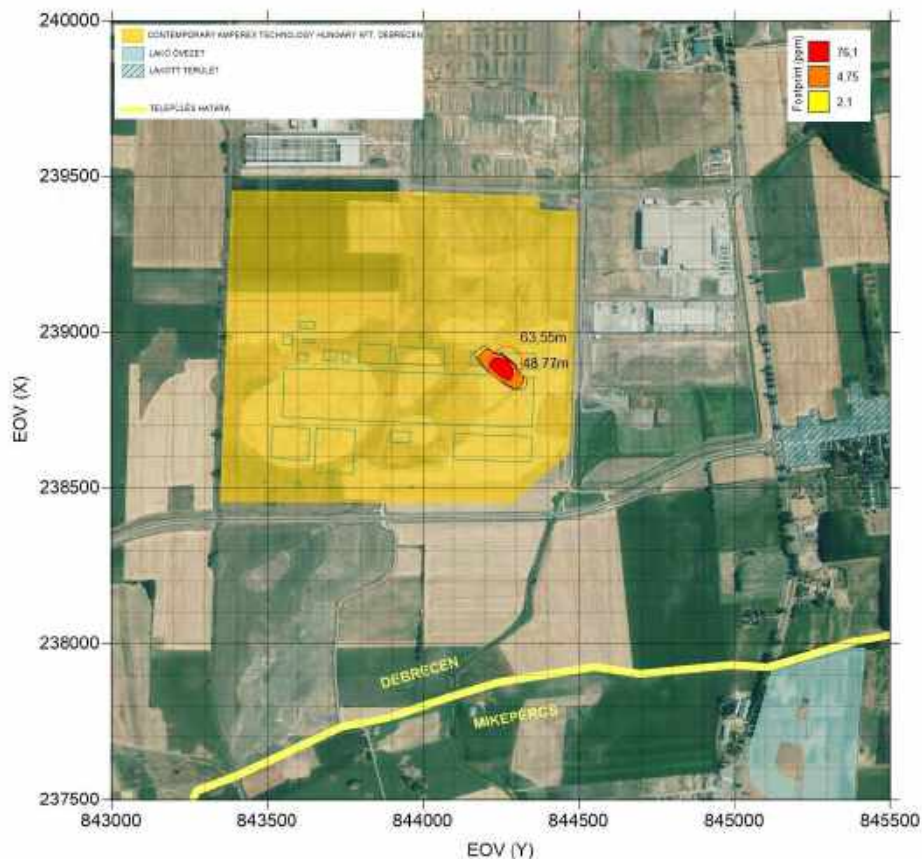 CONTEMPORARY AMPEREX TECHNOLOGY HUNGARY KFT. DEBRECEN
LAKÓ ÖVEZET
LAKOTT TERÜLET
TELEPÜLÉS HATÁRA
Footprint (ppm)
76,1
4,75
2,1
63.55m
48.77m
DEBRECEN
MIKEPÉRCS
EOV (X)
240000
239500
239000
238500
238000
237500
843000
843500
844000
844500
845000
845500
EOV (Y)